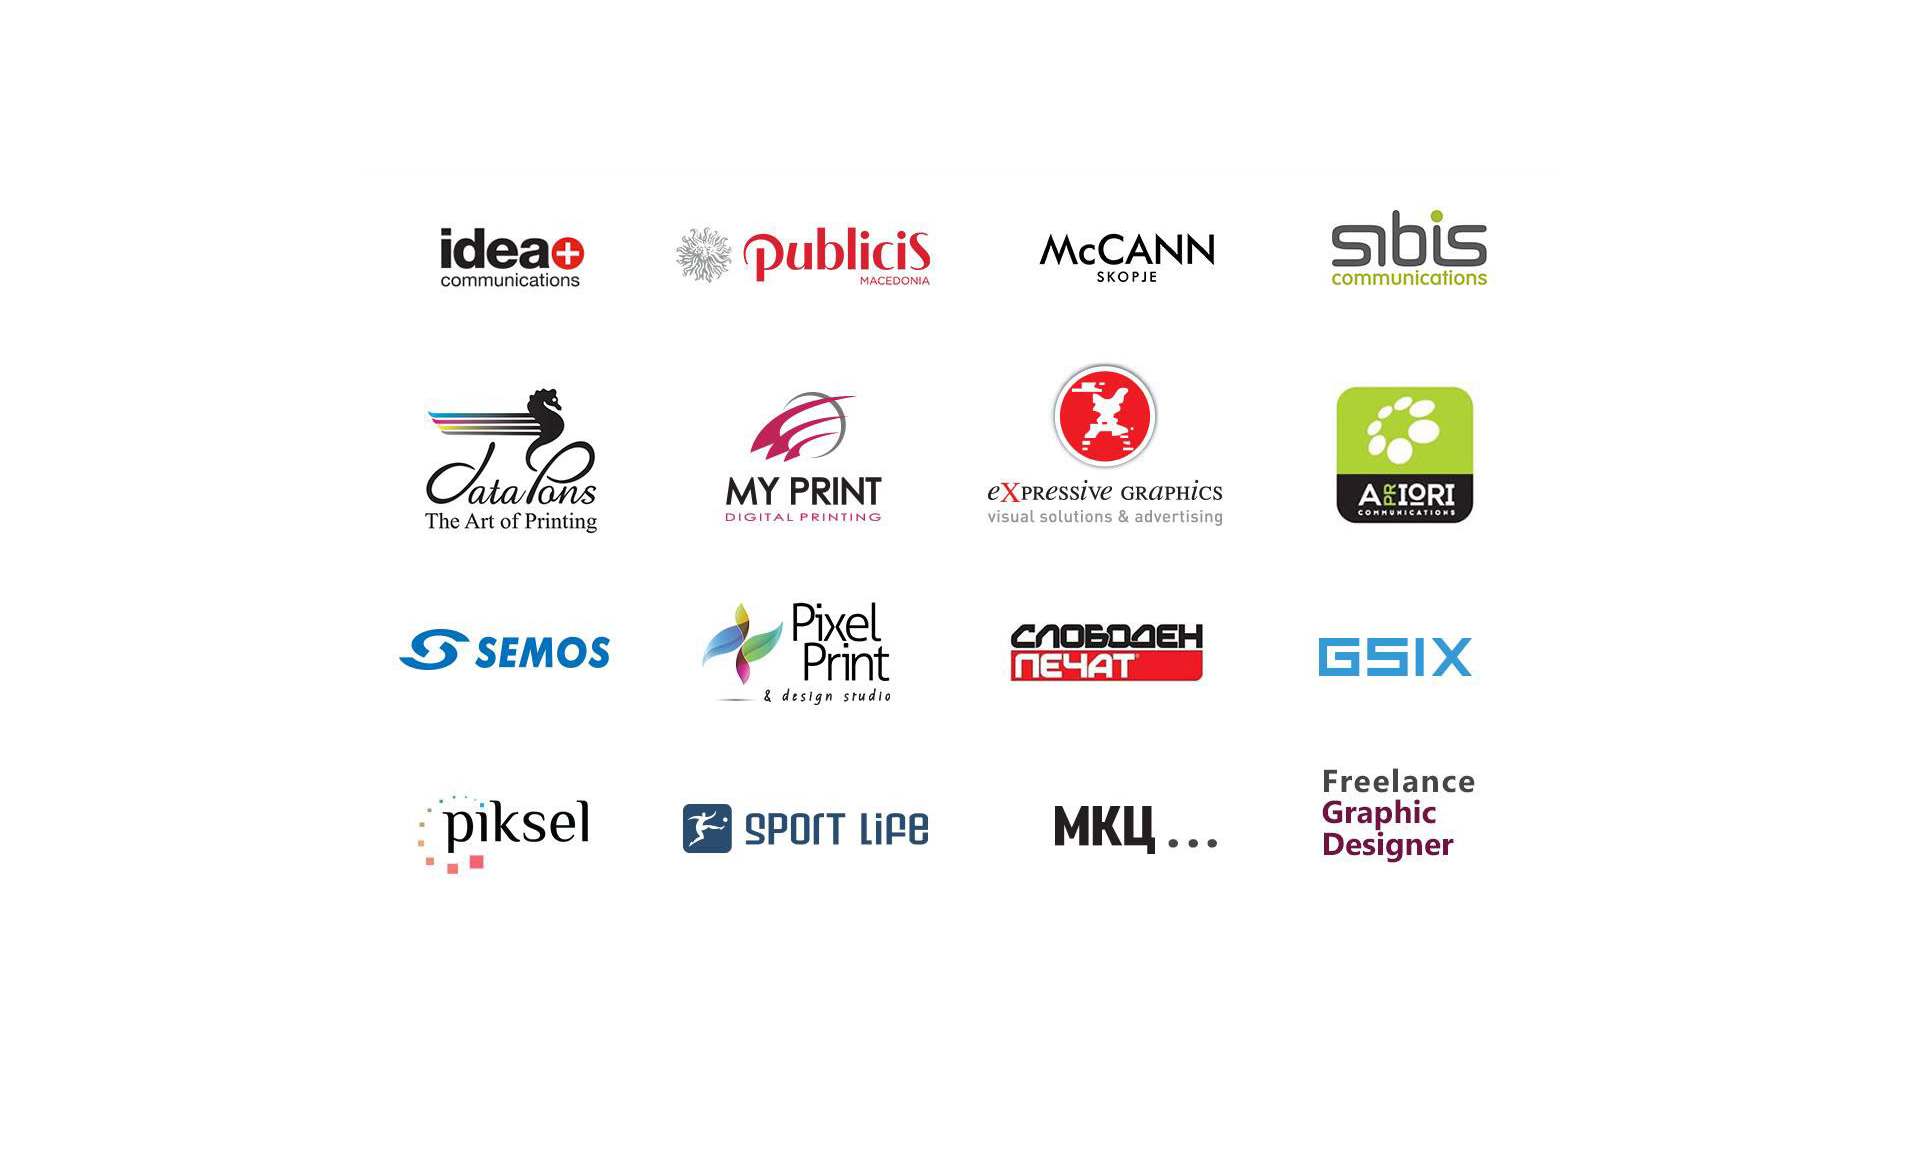 idea+
communications
publicis
MACEDONIA
McCANN
SKOPJE
sibis
communications
Data Pons
The Art of Printing
MY PRINT
DIGITAL PRINTING
eXpressive graphics
visual solutions & advertising
APRIORI
COMMUNICATIONS
SEMOS
Pixel
Print
& design studio
СЛОБОДЕН
ПЕЧАТ
GSIX
piksel
SPORT LiFE
МКЦ ...
Freelance
Graphic
Designer